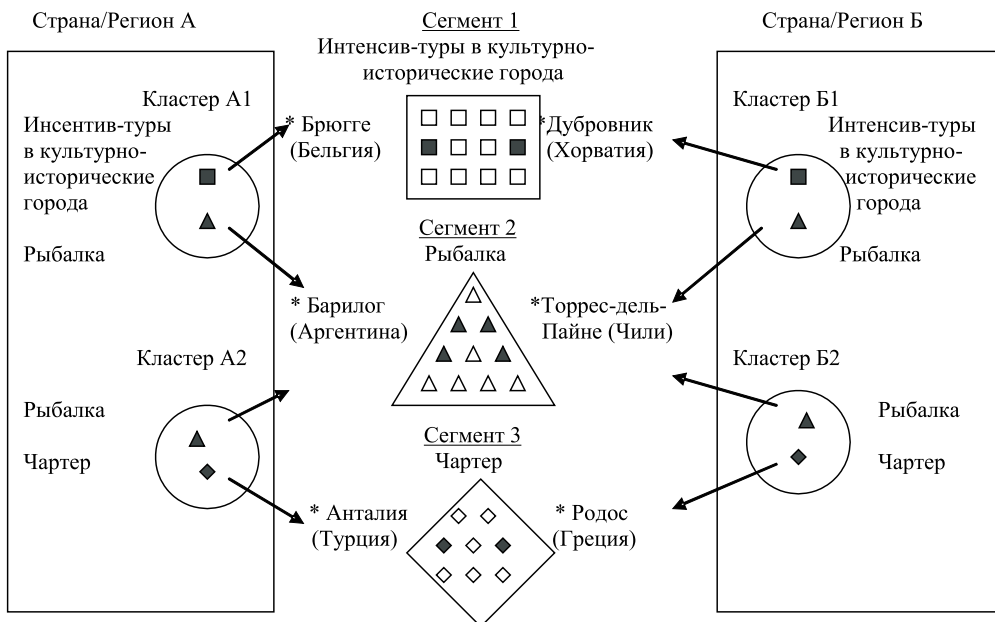 Страна/Регион А
Сегмент 1
Страна/Регион Б
Интенсив-туры в культурно-
исторические города
Кластер А1
Инсентив-туры
в культурно-
исторические
города
Рыбалка
* Брюгге
(Бельгия)
*Дубровник
(Хорватия)
Кластер Б1
Интенсив-туры
в культурно-
исторические
города
Рыбалка
Сегмент 2
Рыбалка
* Барилог
(Аргентина)
*Торрес-дель-
Пайне (Чили)
Кластер А2
Рыбалка
Чартер
Кластер Б2
Рыбалка
Чартер
Сегмент 3
Чартер
* Анталия
(Турция)
* Родос
(Греция)